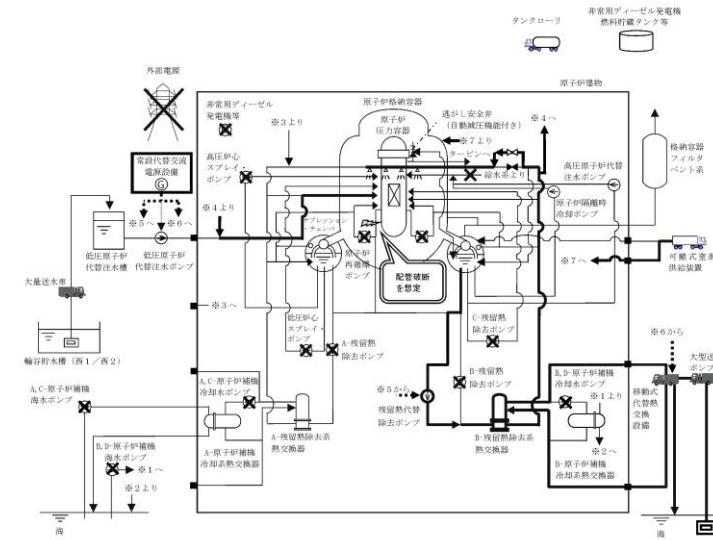 タンクローリ
非常用ディーゼル発電機
燃料貯蔵タンク等
外部電源
原子炉建物
非常用ディーゼル
発電機等
※3より
原子炉格納容器
原子炉
圧力容器
逃がし安全弁
(自動減圧機能付き)
※7より
タービンへ
※4へ
給水系より
格納容器
フィルタ
ベント系
常設代替交流
電源設備
G
高圧炉心
スプレイ・
ポンプ
高圧原子炉代替
注水ポンプ
原子炉隔離時
冷却ポンプ
※5へ
※6へ
※4より
サプレッション
・チェンバ
低圧原子炉
代替注水槽
低圧原子炉
代替注水ポンプ
原子炉
再循環
ポンプ
配管破断
を想定
※7へ
可搬式窒素
供給装置
大量送水車
※3へ
輪谷貯水槽(西1/西2)
低圧炉心
スプレイ・
ポンプ
A-残留熱
除去ポンプ
C-残留熱
除去ポンプ
※6から
A,C-原子炉補機
海水ポンプ
A,C-原子炉補機
冷却水ポンプ
※5から
残留熱代替
除去ポンプ
B-残留熱
除去ポンプ
B,D-原子炉補機
冷却水ポンプ
※1より
移動式
代替熱
交換
設備
大型送
ポンプ
B,D-原子炉補機
海水ポンプ
※1へ
※2より
A-原子炉補機
冷却系熱交換器
A-残留熱除去系
熱交換器
B-残留熱除去系
熱交換器
※2へ
B-原子炉補機
冷却系熱交換器
海
海